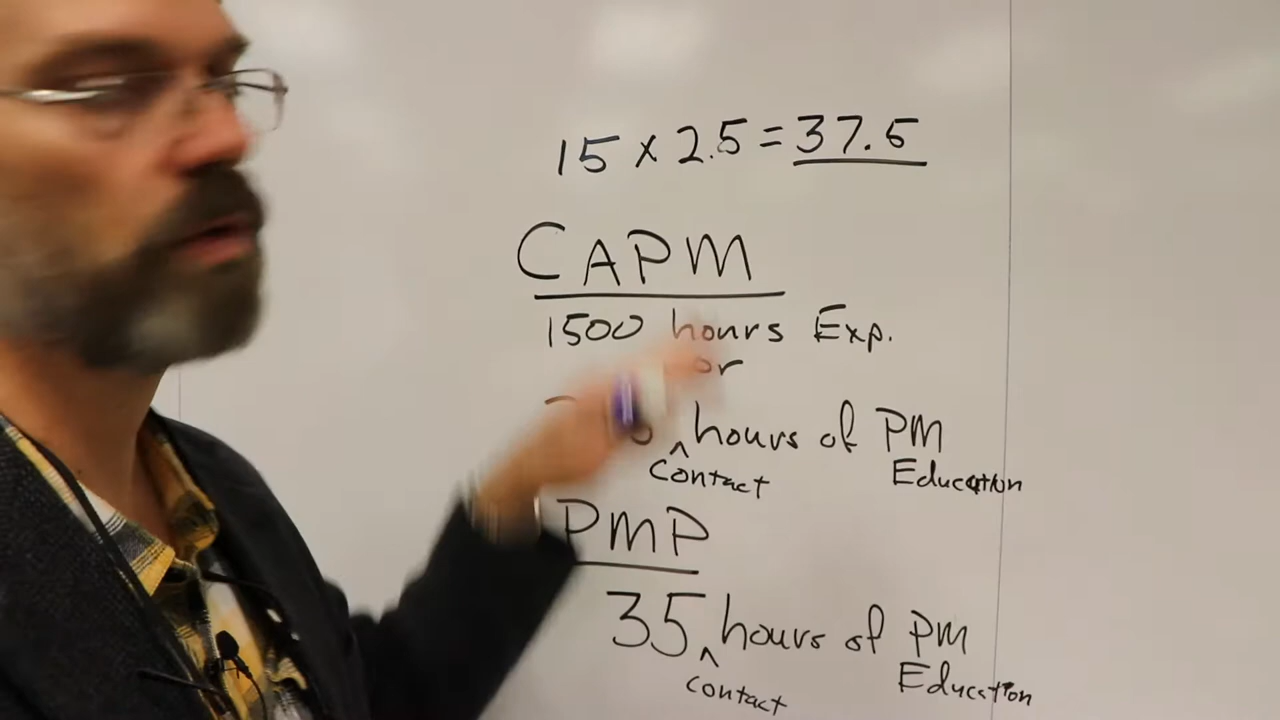 15 x 2.5 = 37.5
CAPM
1500 hours Exp.
or
hours of PM
^
Contact Education
PMP
35 hours of PM
^
contact Education